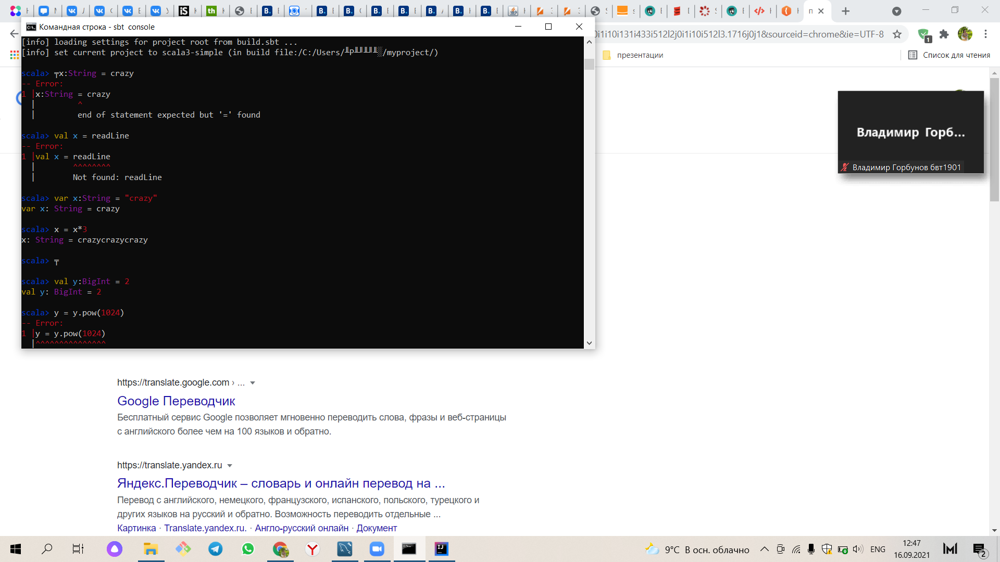 Командная строка - sbt  console
[info] loading settings for project root from build.sbt ...
[info] set current project to scala3-simple (in build file:/C:/Users/╨Р╨╜╨╜╨░/myproject/)
scala> ╤x:String = crazy
-- Error:
1 |x:String = crazy
|         ^
|         end of statement expected but '=' found
scala> val x = readLine
-- Error:
1 |val x = readLine
|        ^^^^^^^^
|        Not found: readLine
scala> var x:String = "crazy"
var x: String = crazy
scala> x = x*3
x: String = crazycrazycrazy
scala> ╤
scala> val y:BigInt = 2
val y: BigInt = 2
scala> y = y.pow(1024)
-- Error:
1 |y = y.pow(1024)
|^^^^^^^^^^^^^^^
0i1i10i131i433i512l2j0i1i10i512l3.1716j0j1&sourceid=chrome&ie=UTF-8
1
презентации
Список для чтения
Владимир Горб...
Владимир Горбунов бвт1901
https://translate.google.com › ...
Google Переводчик
Бесплатный сервис Google позволяет мгновенно переводить слова, фразы и веб-страницы
с английского более чем на 100 языков и обратно.
https://translate.yandex.ru
Яндекс.Переводчик – словарь и онлайн перевод на ...
Перевод с английского, немецкого, французского, испанского, польского, турецкого и
других языков на русский и обратно. Возможность переводить отдельные ...
Картинка · Translate.yandex.ru. · Англо-русский онлайн · Документ
9°C В осн. облачно
ENG
12:47
16.09.2021
2